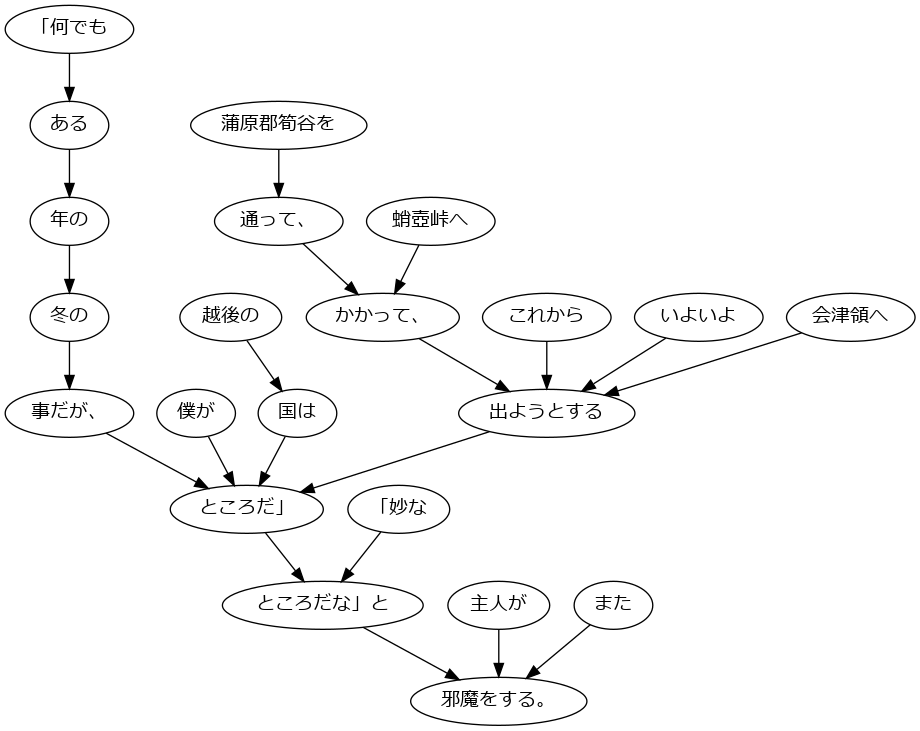 「何でも
ある
蒲原郡筍谷を
年の
通って、
蛸壺峠へ
冬の
越後の
かかって、
これから
いよいよ
会津領へ
事だが、
僕が
国は
出ようとする
ところだ」
「妙な
ところだな」と
主人が
また
邪魔をする。